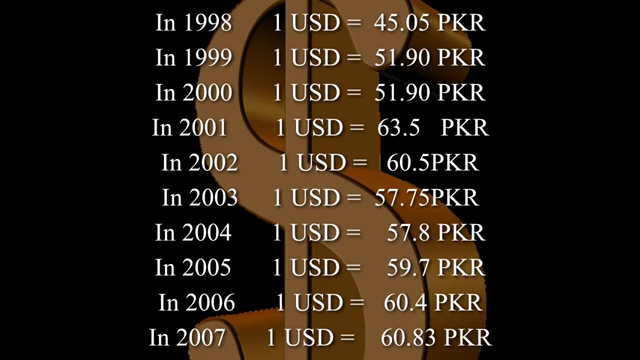 In 1998 1 USD = 45.05 PKR
In 1999 1 USD = 51.90 PKR
In 2000 1 USD = 51.90 PKR
In 2001 1 USD = 63.5 PKR
In 2002 1 USD = 60.5PKR
In 2003 1 USD = 57.75PKR
In 2004 1 USD = 57.8 PKR
In 2005 1 USD = 59.7 PKR
In 2006 1 USD = 60.4 PKR
In 2007 1 USD = 60.83 PKR